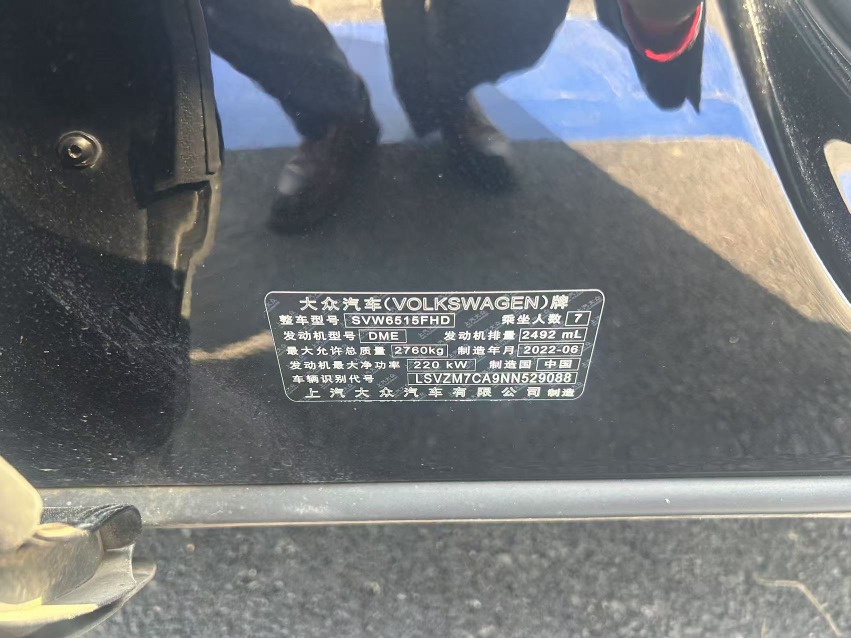 大众汽车(VOLKSWAGEN)牌
整车型号 SVW6515FHD 乘坐人数 7
发动机型号 DME 发动机排量 2492 mL
最大允许总质量 2760kg 制造年月 2022-06
发动机最大净功率 220 kW 制造国 中国
车辆识别代号 LSVZM7CA9NN529088
上汽大众汽车有限公司 制造